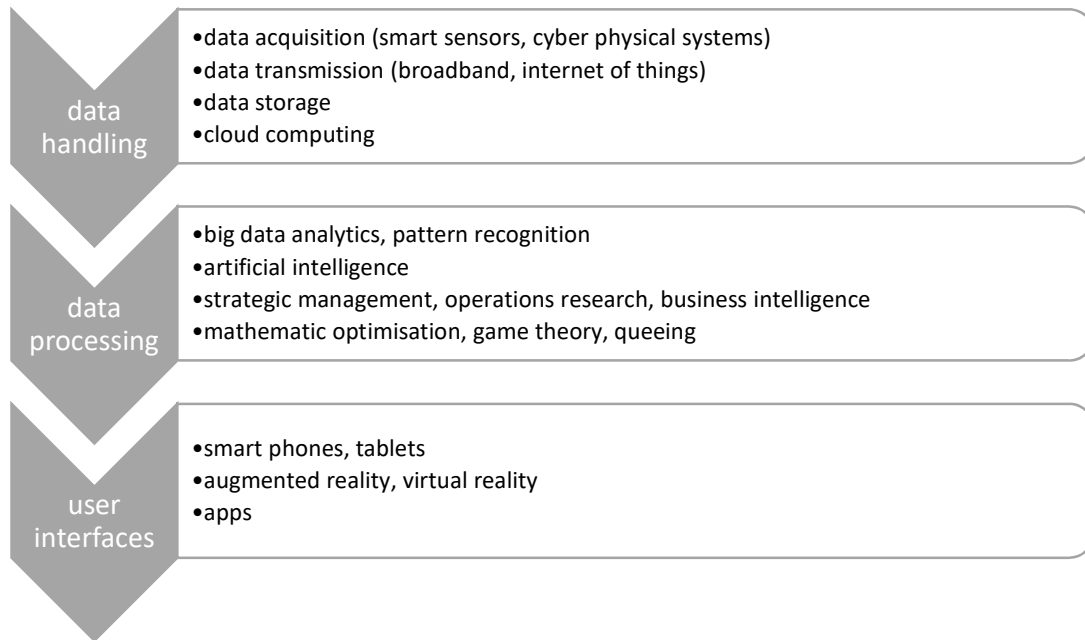 data
handling
•data acquisition (smart sensors, cyber physical systems)
•data transmission (broadband, internet of things)
•data storage
•cloud computing
data
processing
•big data analytics, pattern recognition
•artificial intelligence
•strategic management, operations research, business intelligence
•mathematic optimisation, game theory, queeing
user
interfaces
•smart phones, tablets
•augmented reality, virtual reality
•apps